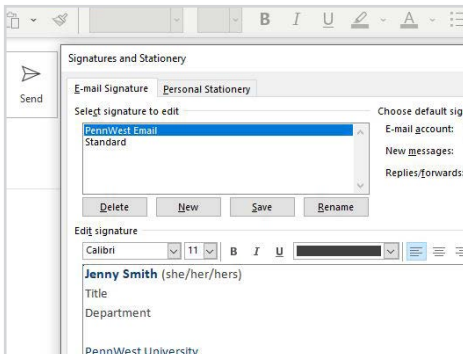 B I U A
Send
Signatures and Stationery
E-mail Signature Personal Stationery
Select signature to edit
Choose default sig
PennWest Email
Standard
E-mail account:
New messages:
Replies/forwards:
Delete New Save Rename
Edit signature
Calibri 11 B I U
Jenny Smith (she/her/hers)
Title
Department
PennWest University